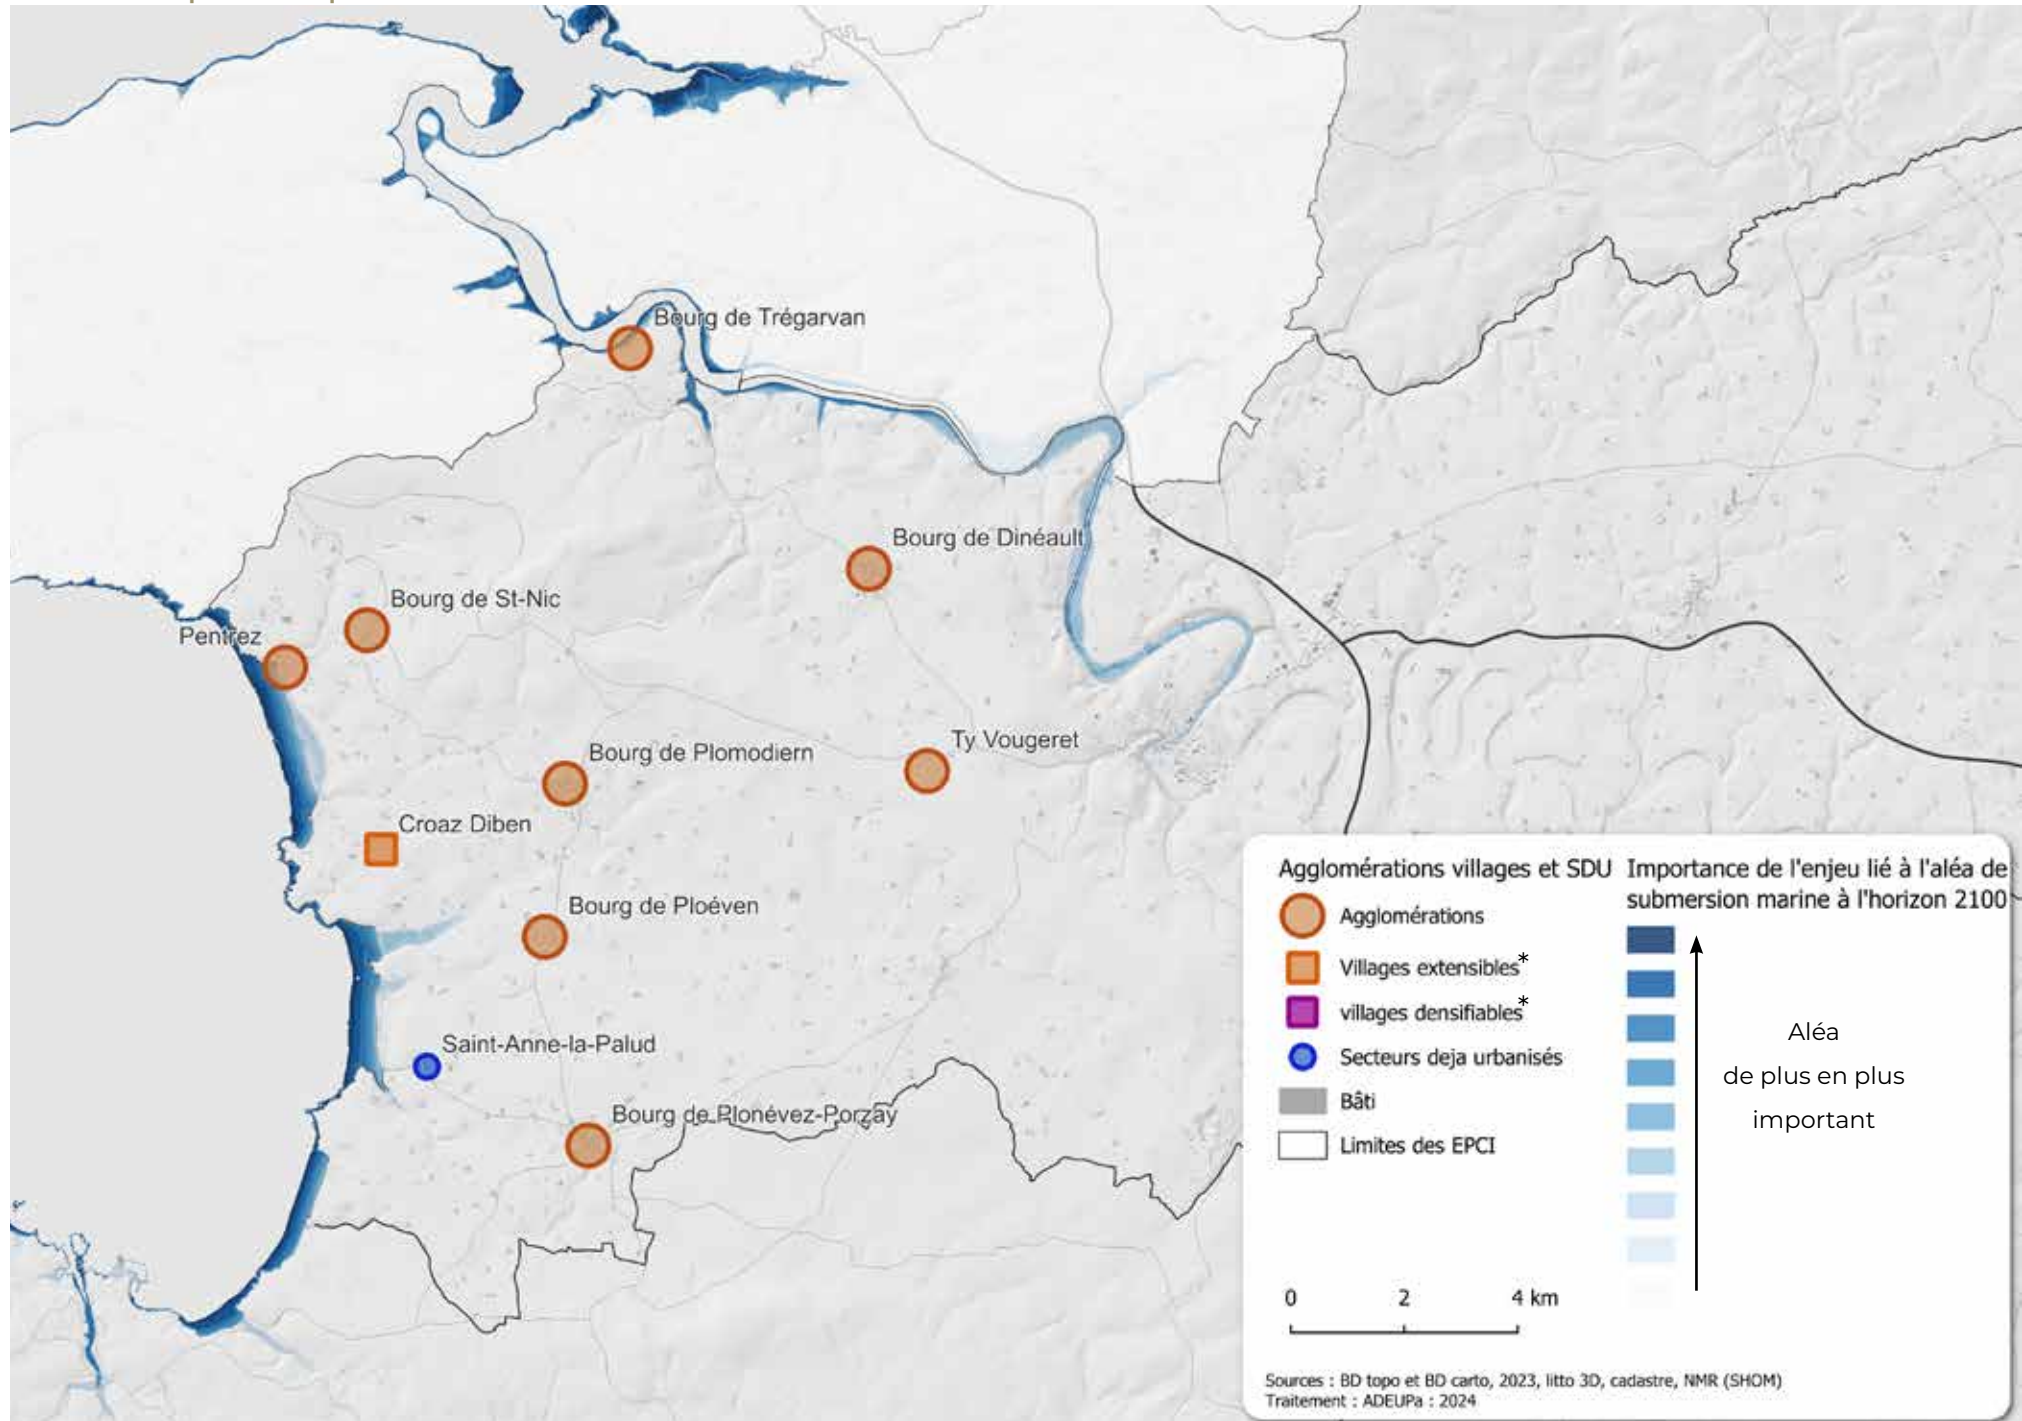 Bourg de Trégarvan
Bourg de Dinéault
Bourg de St-Nic
Pentrez
Ty Vougeret
Bourg de Plomodiern
Croaz Diben
Bourg de Ploéven
Saint-Anne-la-Palud
Bourg de Plonévez-Porzay
Agglomérations villages et SDU
Agglomérations
Villages extensibles*
villages densifiables*
Secteurs deja urbanisés
Bâti
Limites des EPCI
Importance de l'enjeu lié à l'aléa de
submersion marine à l'horizon 2100
Aléa
de plus en plus
important
0 2 4 km
Sources : BD topo et BD carto, 2023, litto 3D, cadastre, NMR (SHOM)
Traitement : ADEUPa : 2024